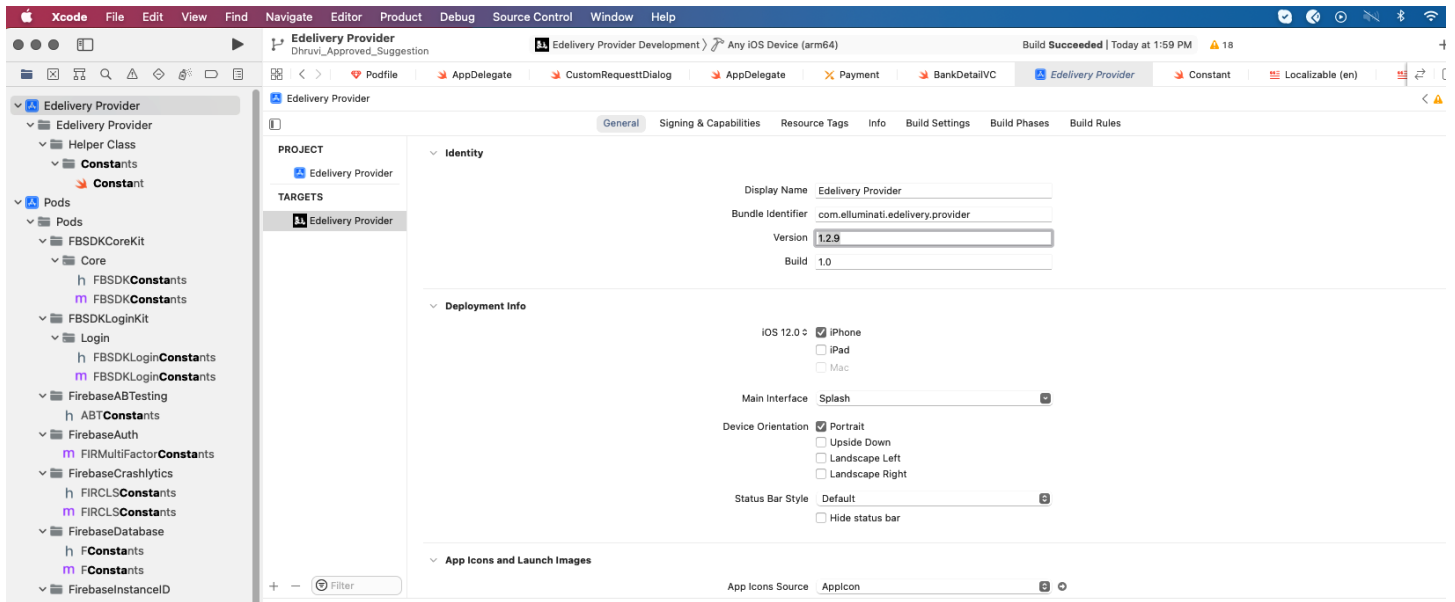 Xcode File Edit View Find Navigate Editor Product Debug Source Control Window Help
Edelivery Provider
Dhruvi_Approved_Suggestion
Edelivery Provider Development 〉 Any iOS Device (arm64)
Build Succeeded | Today at 1:59 PM 18
Podfile AppDelegate CustomRequesttDialog AppDelegate Payment BankDetailVC Edelivery Provider Constant Localizable (en)
Edelivery Provider
General Signing & Capabilities Resource Tags Info Build Settings Build Phases Build Rules
Edelivery Provider
Edelivery Provider
Helper Class
Constants
Constant
Pods
Pods
FBSDKCoreKit
Core
h FBSDKConstants
m FBSDKConstants
FBSDKLoginKit
Login
h FBSDKLoginConstants
m FBSDKLoginConstants
FirebaseABTesting
h ABTConstants
FirebaseAuth
m FIRMultiFactorConstants
FirebaseCrashlytics
h FIRCLSConstants
m FIRCLSConstants
FirebaseDatabase
h FConstants
m FConstants
FirebaseInstanceID
PROJECT
Edelivery Provider
TARGETS
Edelivery Provider
+ − Filter
Identity
Display Name Edelivery Provider
Bundle Identifier com.elluminati.edelivery.provider
Version 1.2.9
Build 1.0
Deployment Info
iOS 12.0 iPhone
iPad
Mac
Main Interface Splash
Device Orientation Portrait
Upside Down
Landscape Left
Landscape Right
Status Bar Style Default
Hide status bar
App Icons and Launch Images
App Icons Source AppIcon